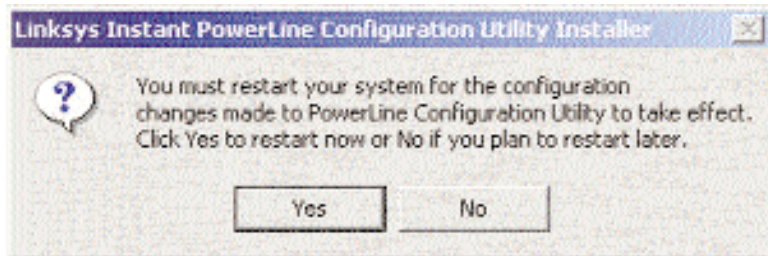 Linksys Instant PowerLine Configuration Utility Installer
?
You must restart your system for the configuration
changes made to PowerLine Configuration Utility to take effect.
Click Yes to restart now or No if you plan to restart later.
Yes No